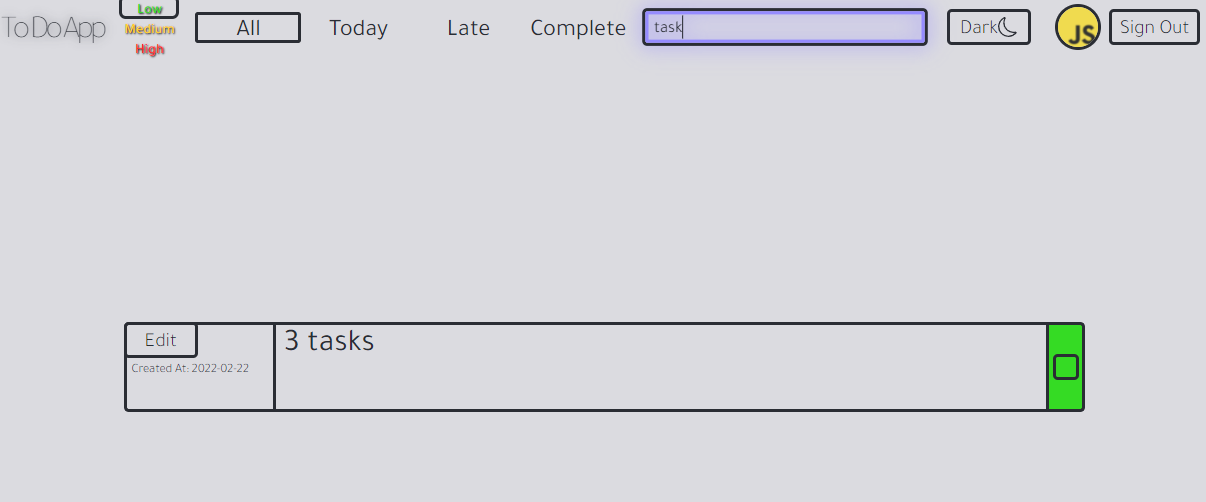 ToDoApp
Low
Medium
High
All
Today
Late
Complete
task
Dark
JS
Sign Out
Edit
3 tasks
Created At: 2022-02-22